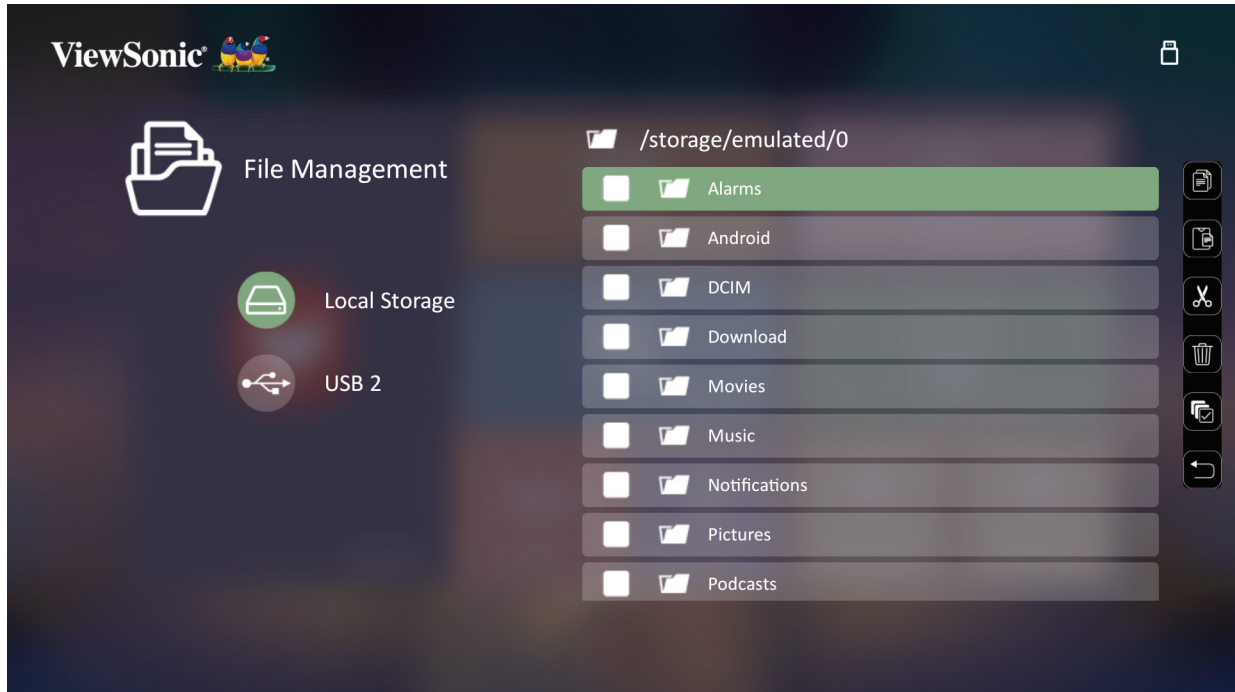 ViewSonic®
File Management
Local Storage
USB 2
/storage/emulated/0
Alarms
Android
DCIM
Download
Movies
Music
Notifications
Pictures
Podcasts